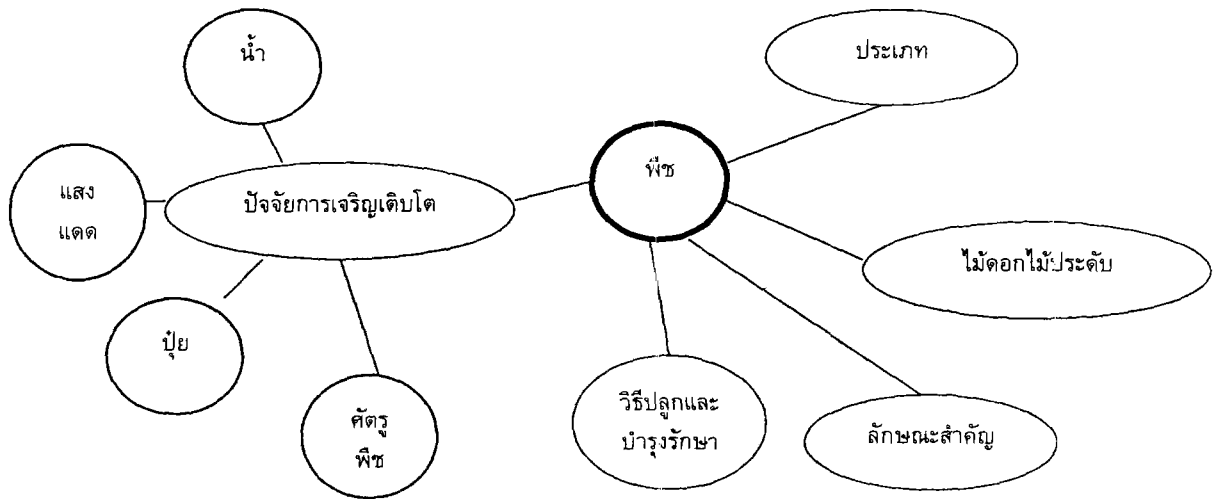 น้ำ
ประเภท
พืช
แสง
แดด
ปัจจัยการเจริญเติบโต
ไม้ดอกไม้ประดับ
ปุ๋ย
วิธีปลูกและ
บำรุงรักษา
ศัตรู
พืช
ลักษณะสำคัญ